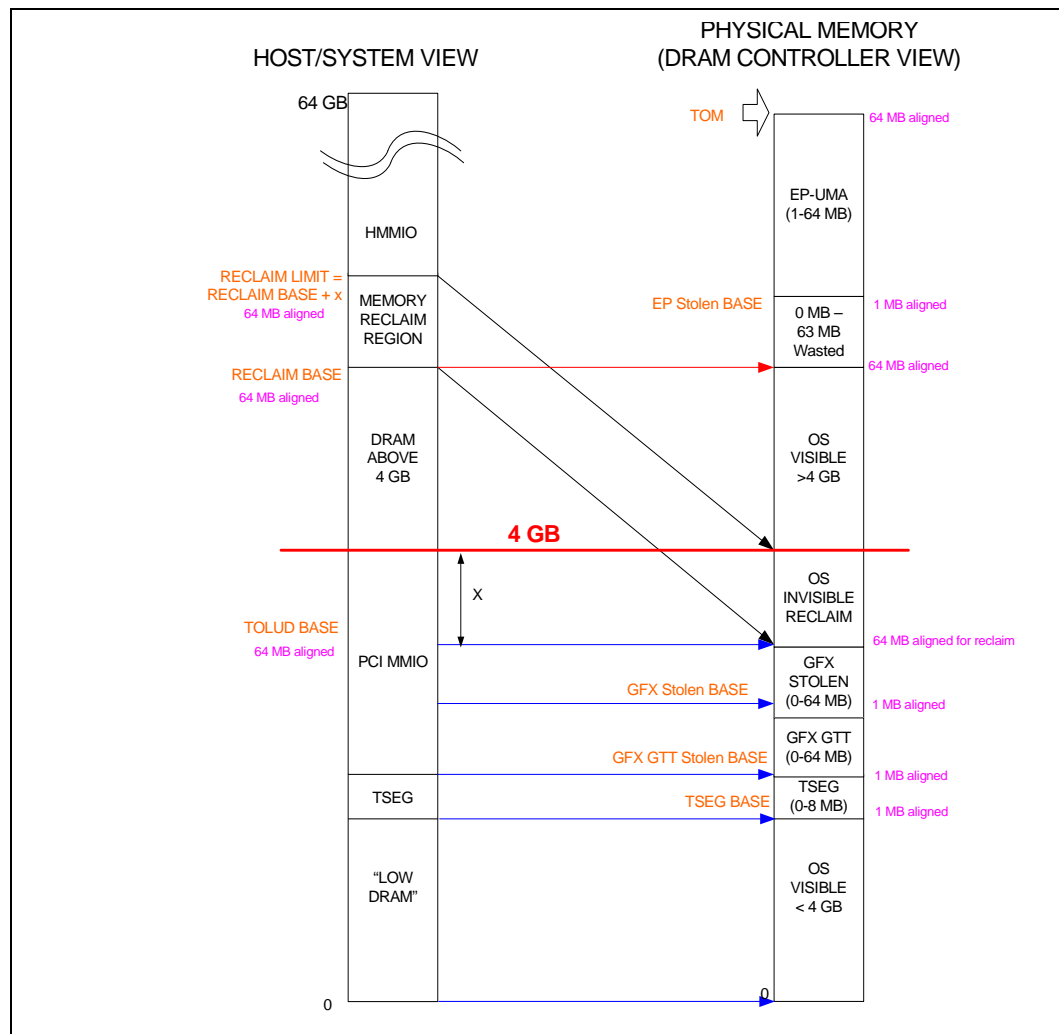 PHYSICAL MEMORY
(DRAM CONTROLLER VIEW)
HOST/SYSTEM VIEW
64 GB
TOM
64 MB aligned
EP-UMA
(1-64 MB)
HMMIO
RECLAIM LIMIT =
RECLAIM BASE + x
64 MB aligned
MEMORY
RECLAIM
REGION
EP Stolen BASE
1 MB aligned
0 MB –
63 MB
Wasted
RECLAIM BASE
64 MB aligned
64 MB aligned
DRAM
ABOVE
4 GB
OS
VISIBLE
>4 GB
4 GB
X
OS
INVISIBLE
RECLAIM
TOLUD BASE
64 MB aligned
PCI MMIO
64 MB aligned for reclaim
GFX
STOLEN
(0-64 MB)
GFX Stolen BASE
1 MB aligned
GFX GTT
(0-64 MB)
GFX GTT Stolen BASE
1 MB aligned
TSEG
TSEG
(0-8 MB)
TSEG BASE
1 MB aligned
“LOW
DRAM”
OS
VISIBLE
< 4 GB
0
0